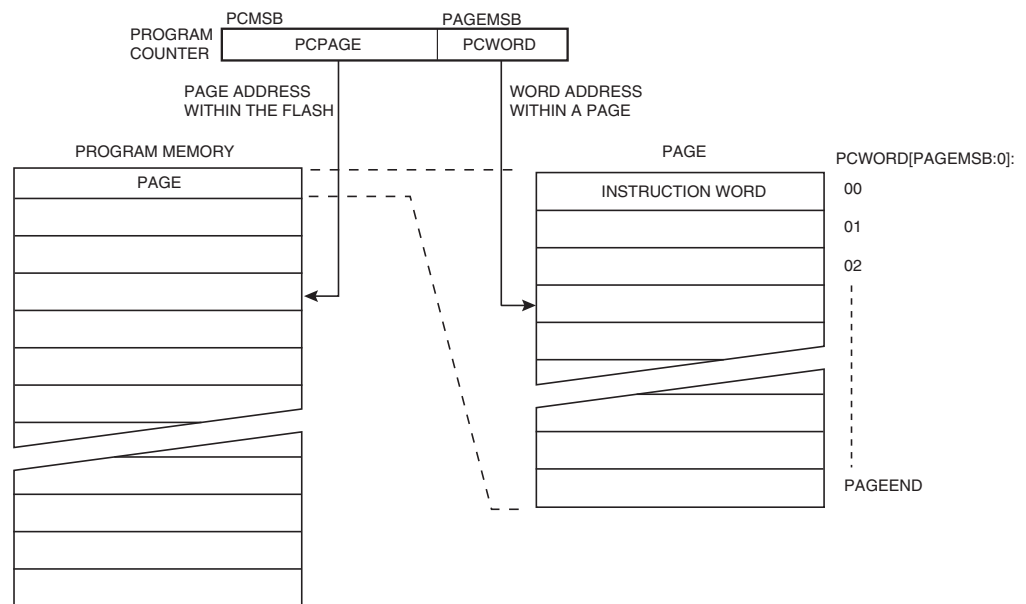 PCMSB
PAGEMSB
PROGRAM
COUNTER
PCPAGE
PCWORD
PAGE ADDRESS
WITHIN THE FLASH
WORD ADDRESS
WITHIN A PAGE
PROGRAM MEMORY
PAGE
PAGE
PCWORD[PAGEMSB:0]:
INSTRUCTION WORD
00
01
02
PAGEEND